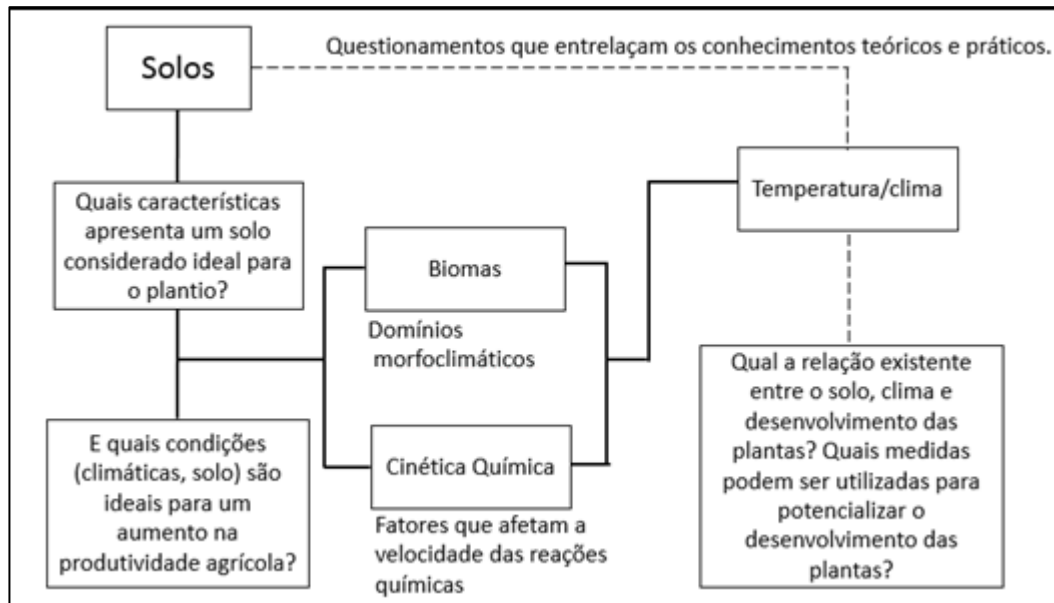 Questionamentos que entrelaçam os conhecimentos teóricos e práticos.
Solos
Quais características
apresenta um solo
considerado ideal para
o plantio?
E quais condições
(climáticas, solo) são
ideais para um
aumento na
produtividade agrícola?
Biomas
Domínios
morfoclimáticos
Cinética Química
Fatores que afetam a
velocidade das reações
químicas
Temperatura/clima
Qual a relação existente
entre o solo, clima e
desenvolvimento das
plantas? Quais medidas
podem ser utilizadas para
potencializar o
desenvolvimento das
plantas?